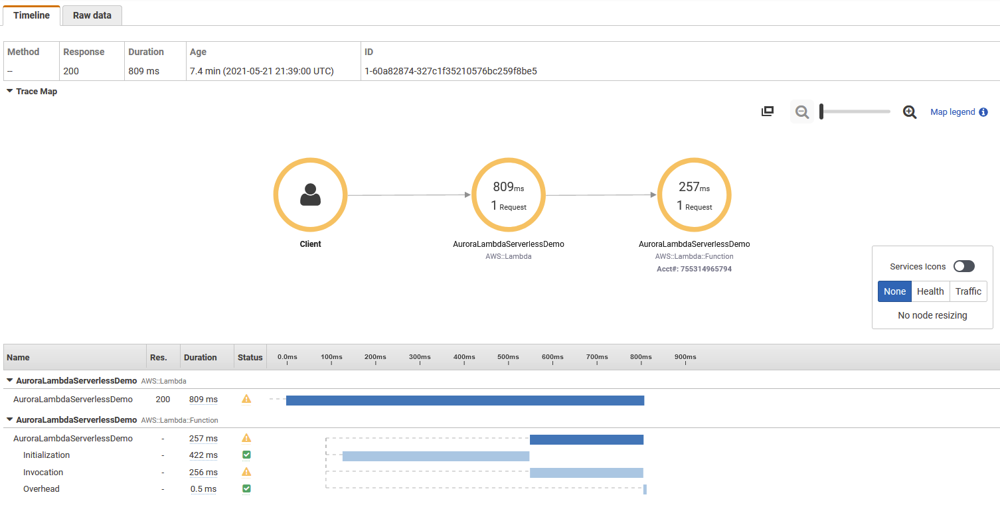 Timeline Raw data
Method Response Duration Age ID
-- 200 809 ms 7.4 min (2021-05-21 21:39:00 UTC) 1-60a82874-327c1f35210576bc259f8be5
Trace Map
Map legend
809ms 257ms
1 Request 1 Request
Client AuroraLambdaServerlessDemo AuroraLambdaServerlessDemo
AWS::Lambda AWS::Lambda::Function
Acct#: 755314965794
Services Icons
None Health Traffic
No node resizing
Name Res. Duration Status 0.0ms 100ms 200ms 300ms 400ms 500ms 600ms 700ms 800ms 900ms
AuroraLambdaServerlessDemo AWS::Lambda
AuroraLambdaServerlessDemo 200 809 ms
AuroraLambdaServerlessDemo AWS::Lambda::Function
AuroraLambdaServerlessDemo - 257 ms
Initialization - 422 ms
Invocation - 256 ms
Overhead - 0.5 ms